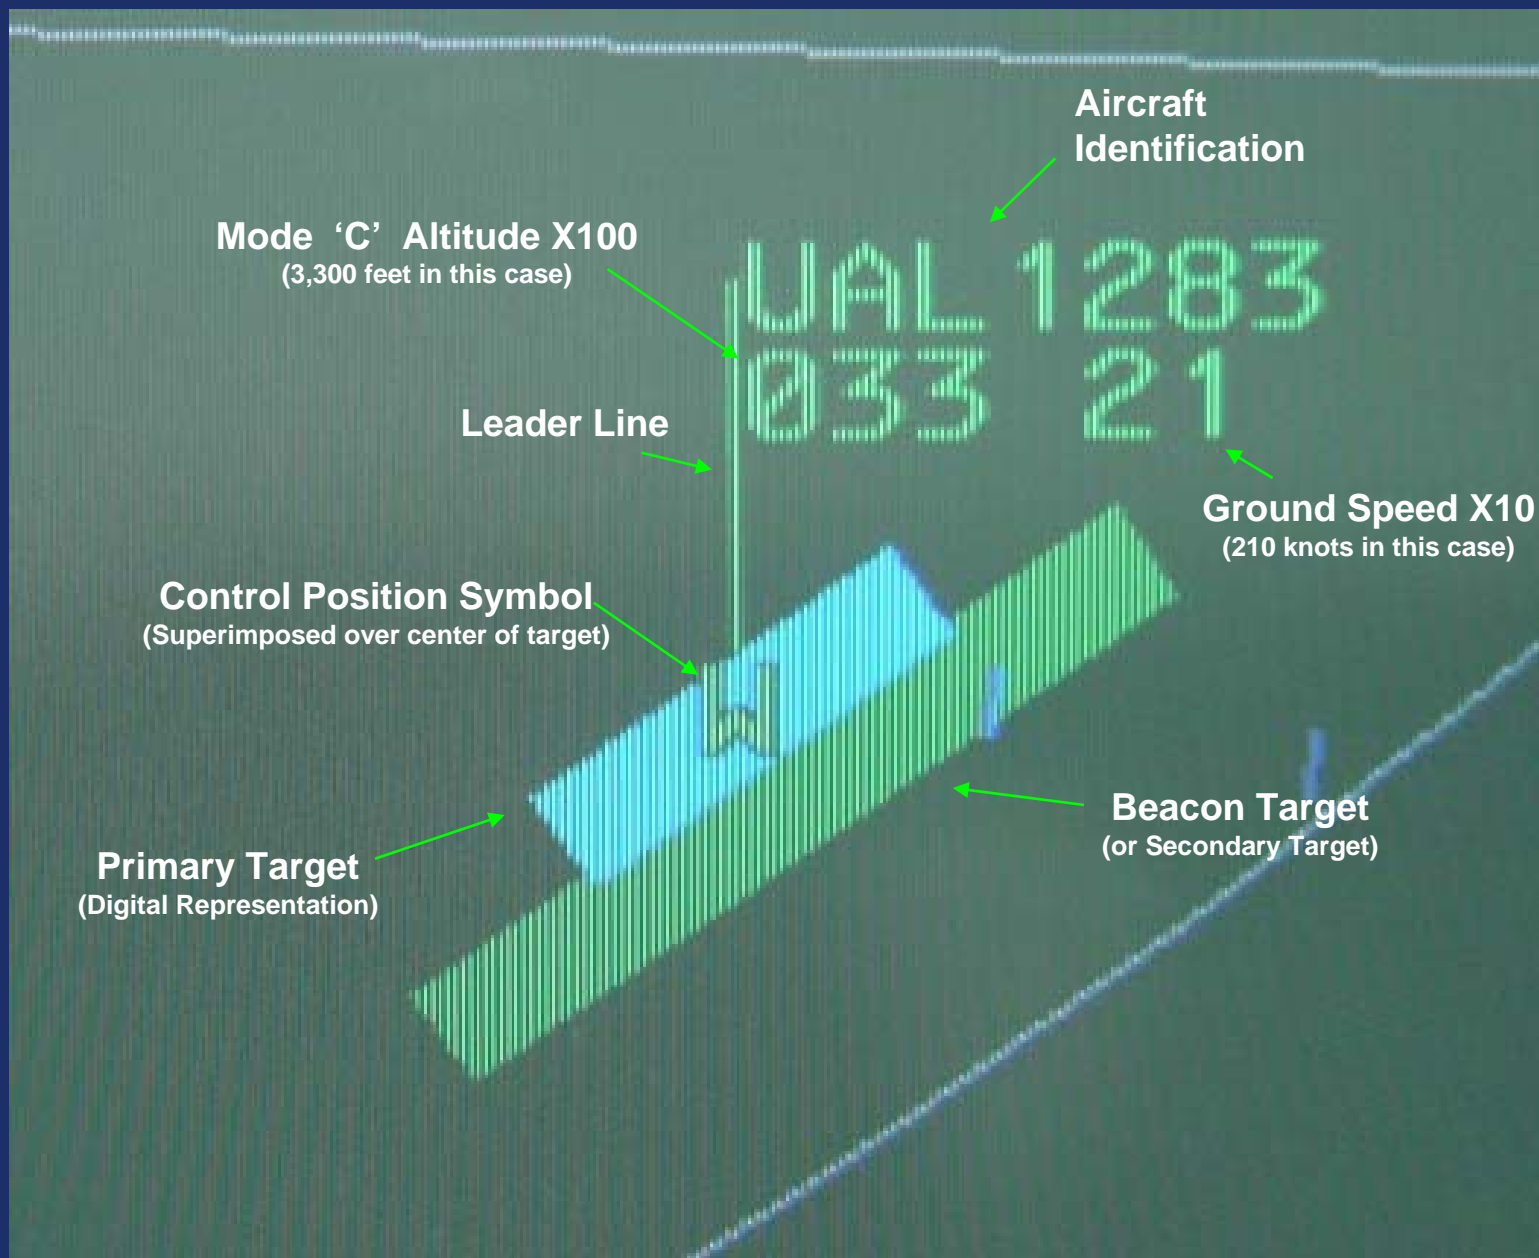 Aircraft
Identification
Mode ‘C’ Altitude X100
(3,300 feet in this case)
UAL1283
033 21
Leader Line
Ground Speed X10
(210 knots in this case)
Control Position Symbol
(Superimposed over center of target)
W
Beacon Target
(or Secondary Target)
Primary Target
(Digital Representation)